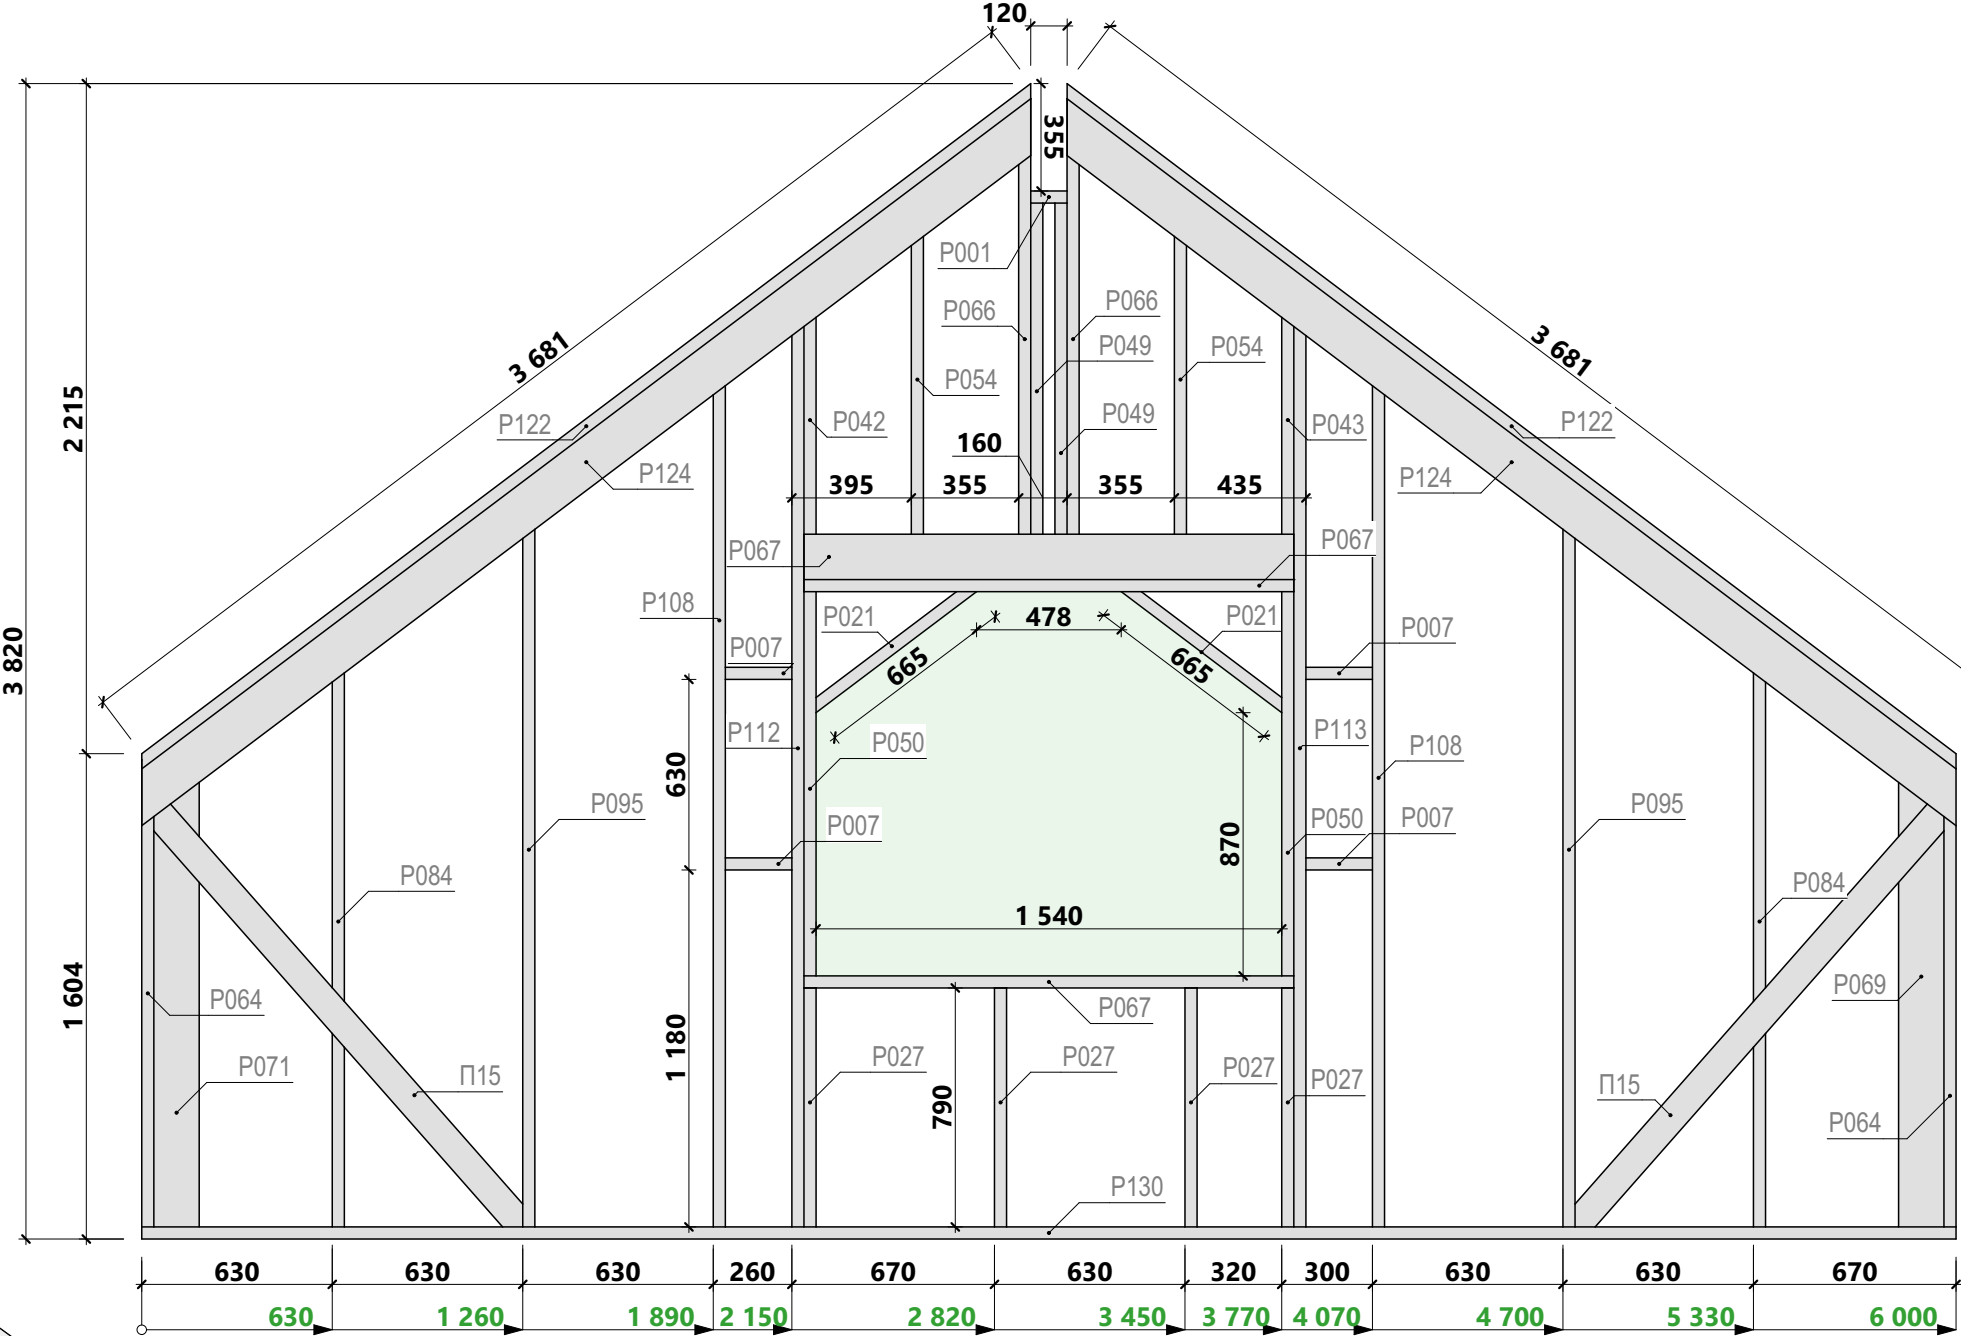 120
355
P001
P066
P066
P049
P054
P054
3 681
3 681
2 215
P122
P042
P049
P043
P122
160
P124
P124
395
355
355
435
P067
P067
P108
P021
478
P021
P007
P007
3 820
665
665
P112
P050
P113
P108
630
P095
P007
870
P050
P007
P095
P084
P084
1 540
1 604
P064
P067
P069
1 180
P071
П15
P027
P027
P027
P027
П15
790
P064
P130
630
630
630
260
670
630
320
300
630
630
670
630
1 260
1 890
2 150
2 820
3 450
3 770
4 070
4 700
5 330
6 000